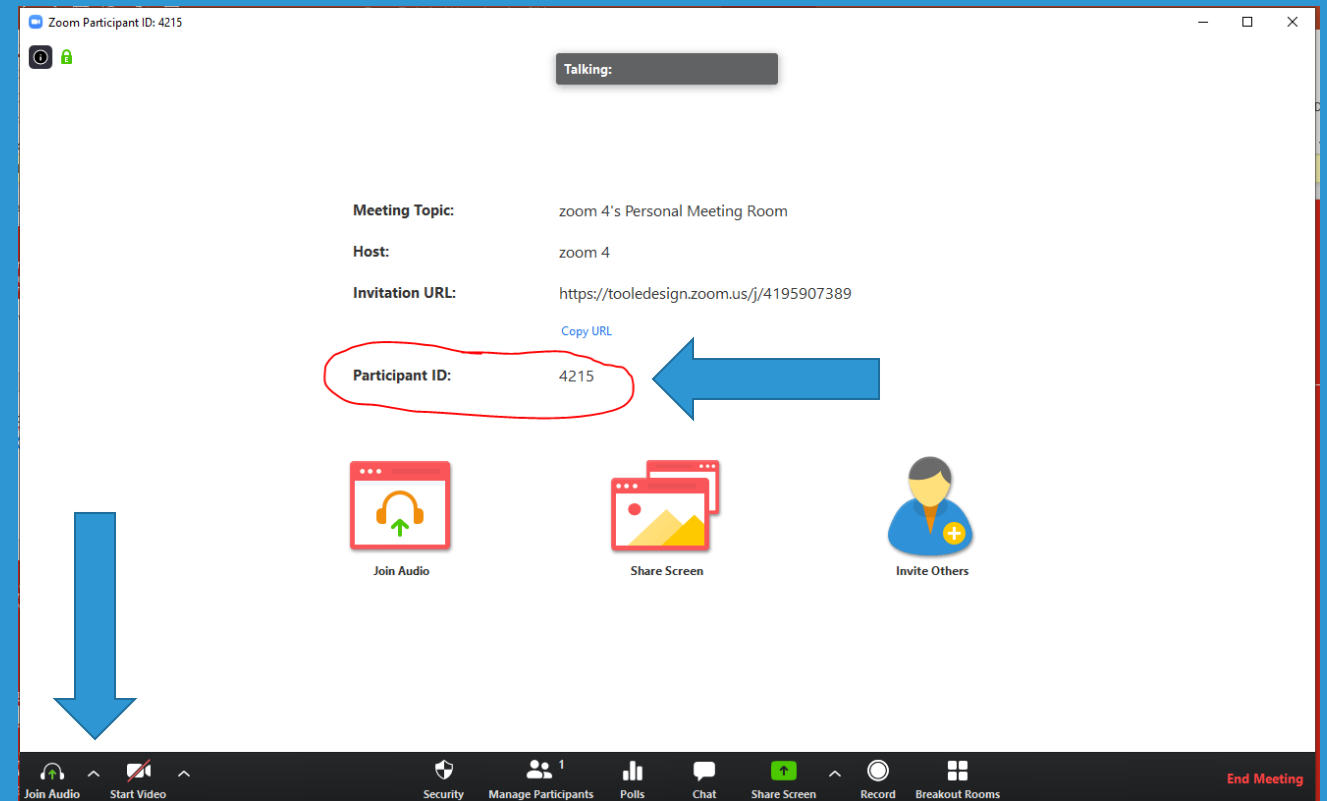 Zoom Participant ID: 4215
Talking:
Meeting Topic: zoom 4's Personal Meeting Room
Host: zoom 4
Invitation URL: https://tooledesign.zoom.us/j/4195907389
Copy URL
Participant ID: 4215
Join Audio Share Screen Invite Others
1
Join Audio Start Video Security Manage Participants Polls Chat Share Screen Record Breakout Rooms End Meeting